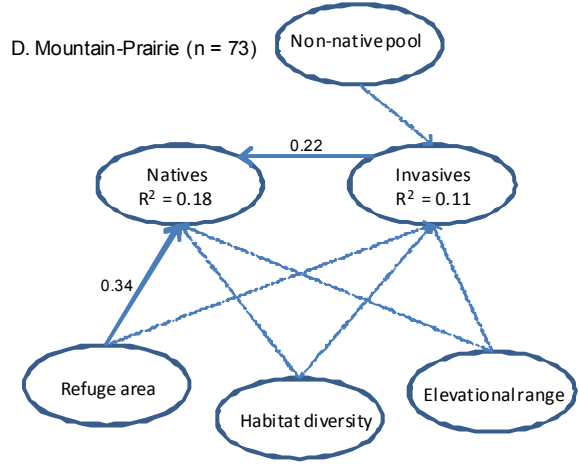 D. Mountain-Prairie (n = 73)
Non-native pool
0.22
Natives
R² = 0.18
Invasives
R² = 0.11
0.34
Refuge area
Habitat diversity
Elevational range